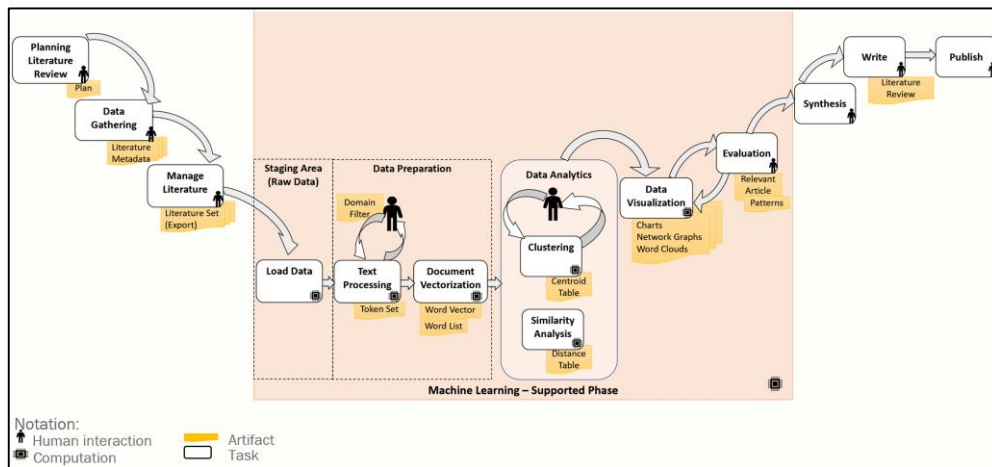 Planning
Literature
Review
Plan
Data
Gathering
Literature
Metadata
Manage
Literature
Literature Set
(Export)
Staging Area
(Raw Data)
Load Data
Data Preparation
Domain
Filter
Text
Processing
Token Set
Document
Vectorization
Word Vector
Word List
Data Analytics
Clustering
Centroid
Table
Similarity
Analysis
Distance
Table
Data
Visualization
Charts
Network Graphs
Word Clouds
Evaluation
Relevant
Article
Patterns
Synthesis
Write
Literature
Review
Publish
Machine Learning – Supported Phase
Notation:
Human interaction
Computation
Artifact
Task